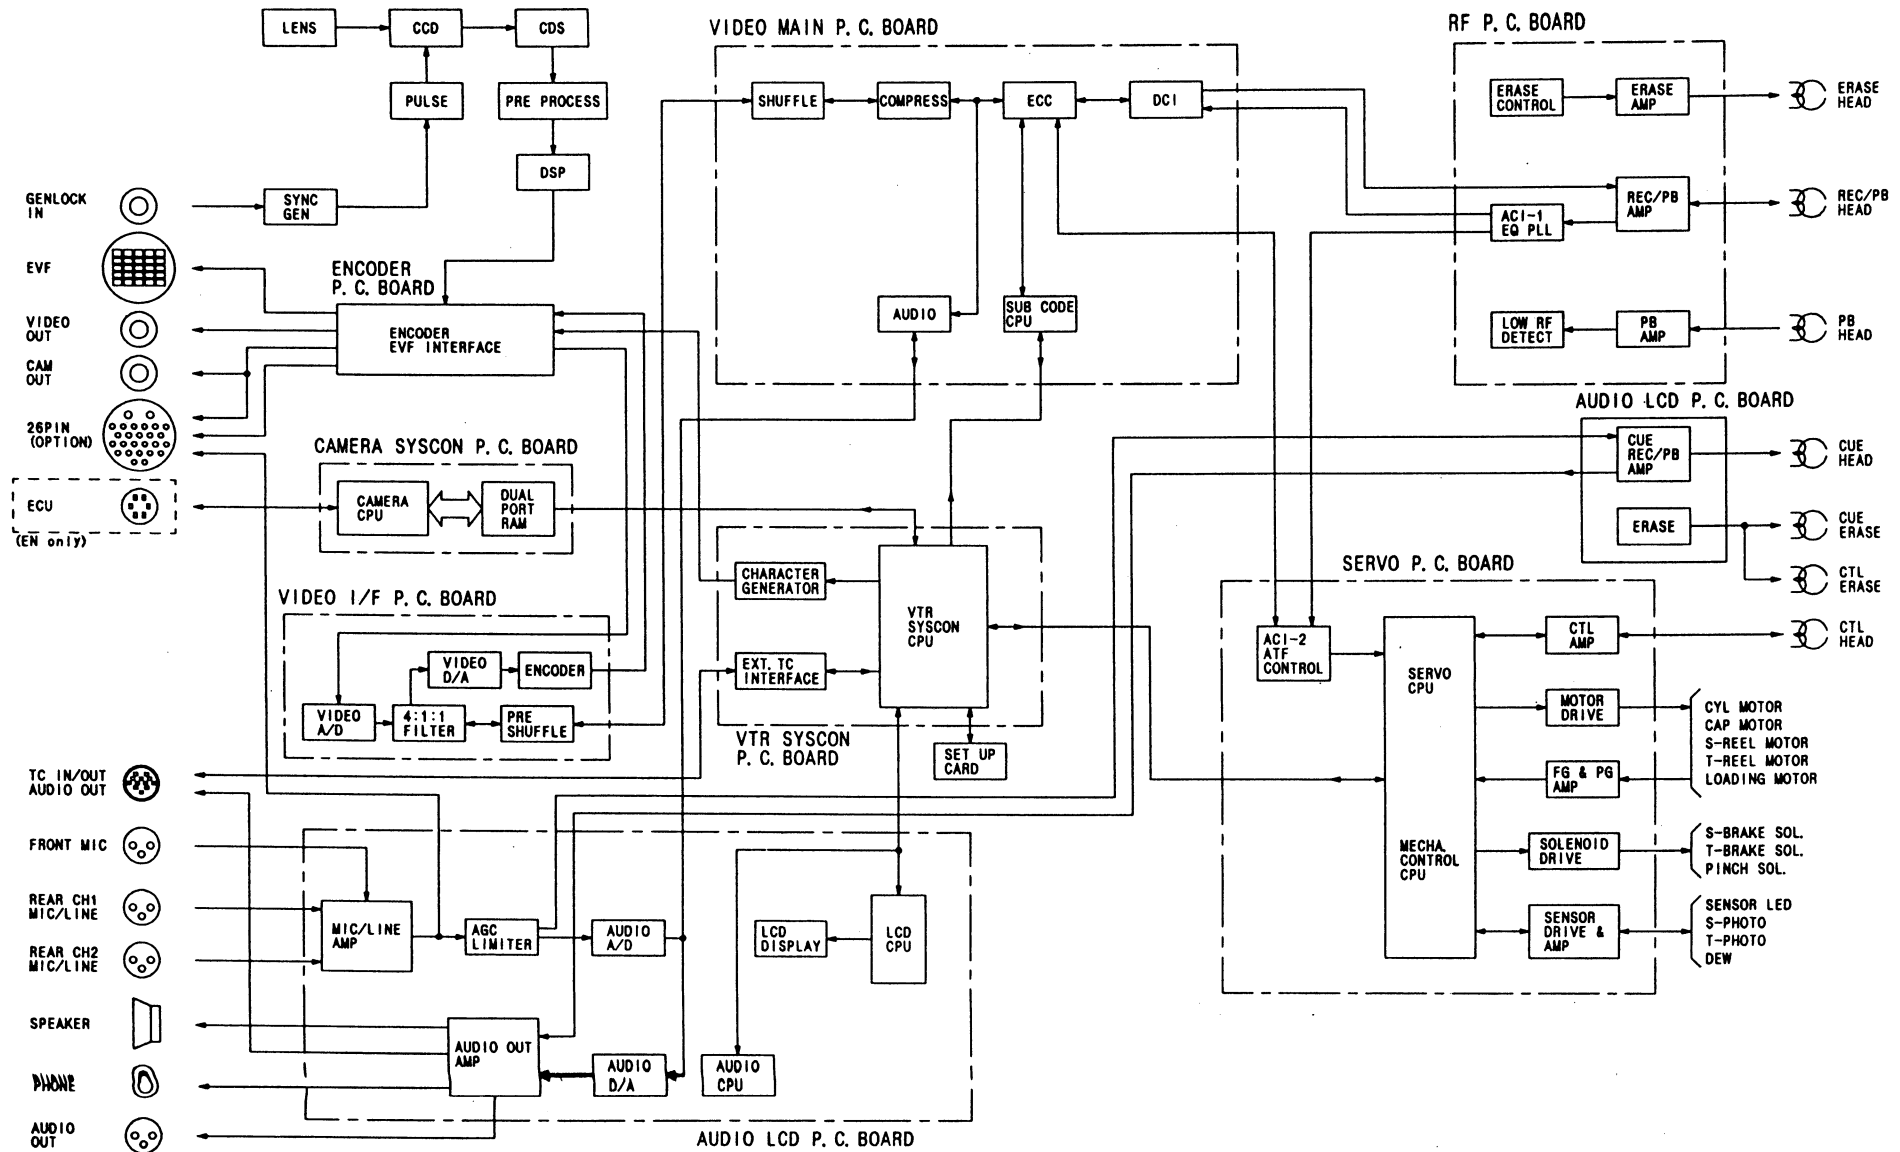 LENS
CCD
CDS
PULSE
PRE PROCESS
DSP
GENLOCK
IN
SYNC
GEN
EVF
VIDEO
OUT
CAM
OUT
26PIN
(OPTION)
ECU
(EN only)
ENCODER
P. C. BOARD
ENCODER
EVF INTERFACE
CAMERA SYSCON P. C. BOARD
CAMERA
CPU
DUAL
PORT
RAM
VIDEO I/F P. C. BOARD
VIDEO
D/A
ENCODER
VIDEO
A/D
4:1:1
FILTER
PRE
SHUFFLE
VIDEO MAIN P. C. BOARD
SHUFFLE
COMPRESS
ECC
DCI
AUDIO
SUB CODE
CPU
RF P. C. BOARD
ERASE
CONTROL
ERASE
AMP
ERASE
HEAD
REC/PB
AMP
ACI-1
EQ PLL
REC/PB
HEAD
LOW RF
DETECT
PB
AMP
PB
HEAD
AUDIO LCD P. C. BOARD
CUE
REC/PB
AMP
CUE
HEAD
ERASE
CUE
ERASE
CTL
ERASE
CHARACTER
GENERATOR
VTR
SYSCON
CPU
EXT. TC
INTERFACE
VTR SYSCON
P. C. BOARD
SET UP
CARD
SERVO P. C. BOARD
ACI-2
ATF
CONTROL
SERVO
CPU
MECHA.
CONTROL
CPU
CTL
AMP
CTL
HEAD
MOTOR
DRIVE
FG & PG
AMP
CYL MOTOR
CAP MOTOR
S-REEL MOTOR
T-REEL MOTOR
LOADING MOTOR
SOLENOID
DRIVE
S-BRAKE SOL.
T-BRAKE SOL.
PINCH SOL.
SENSOR
DRIVE &
AMP
SENSOR LED
S-PHOTO
T-PHOTO
DEW
TC IN/OUT
AUDIO OUT
FRONT MIC
REAR CH1
MIC/LINE
REAR CH2
MIC/LINE
SPEAKER
PHONE
AUDIO
OUT
MIC/LINE
AMP
AGC
LIMITER
AUDIO
A/D
LCD
DISPLAY
LCD
CPU
AUDIO OUT
AMP
AUDIO
D/A
AUDIO
CPU
AUDIO LCD P. C. BOARD